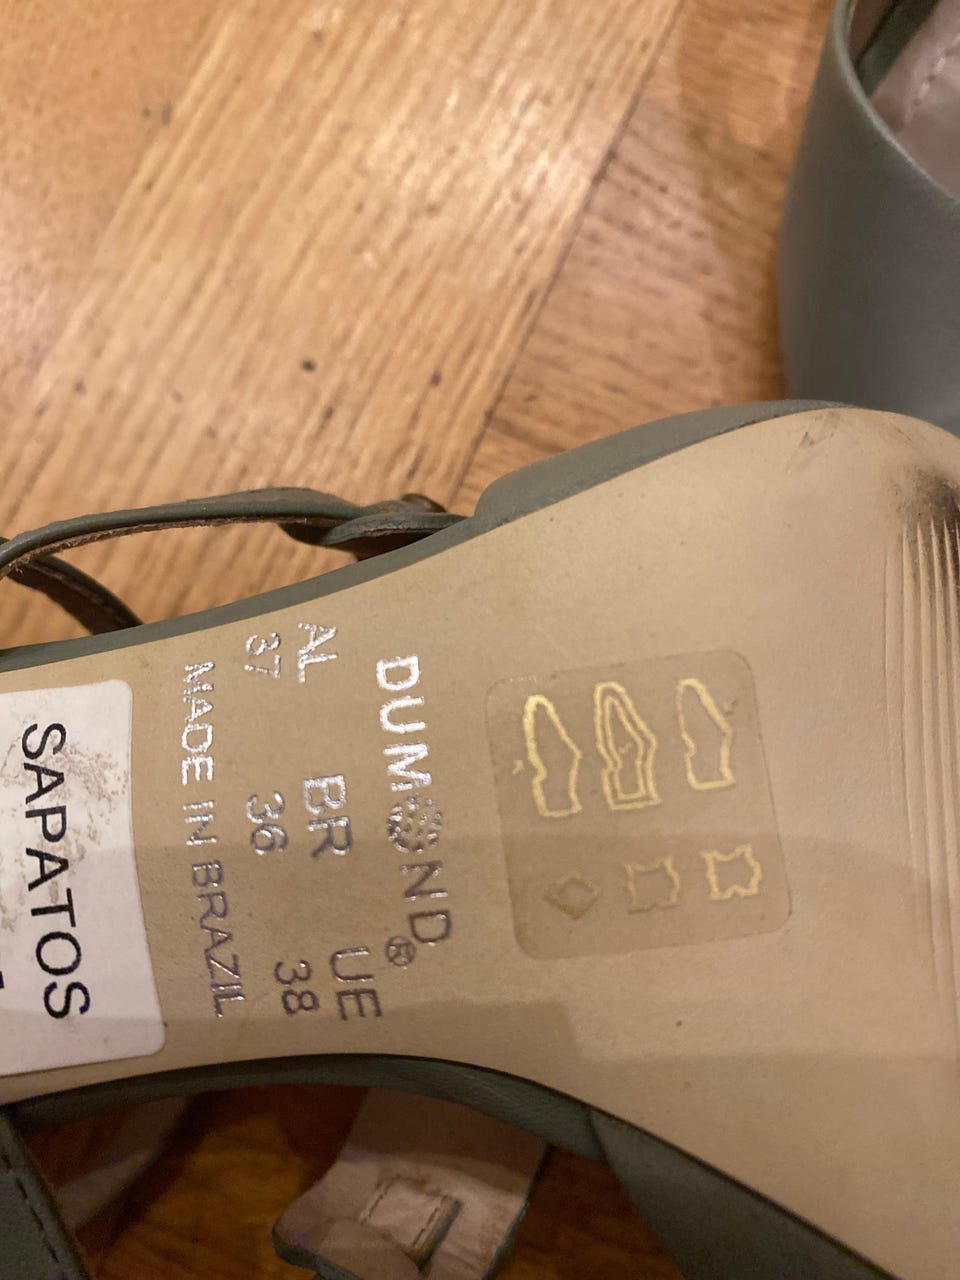 DUMOND®
AL BR UE
37 36 38
MADE IN BRAZIL
SAPATOS